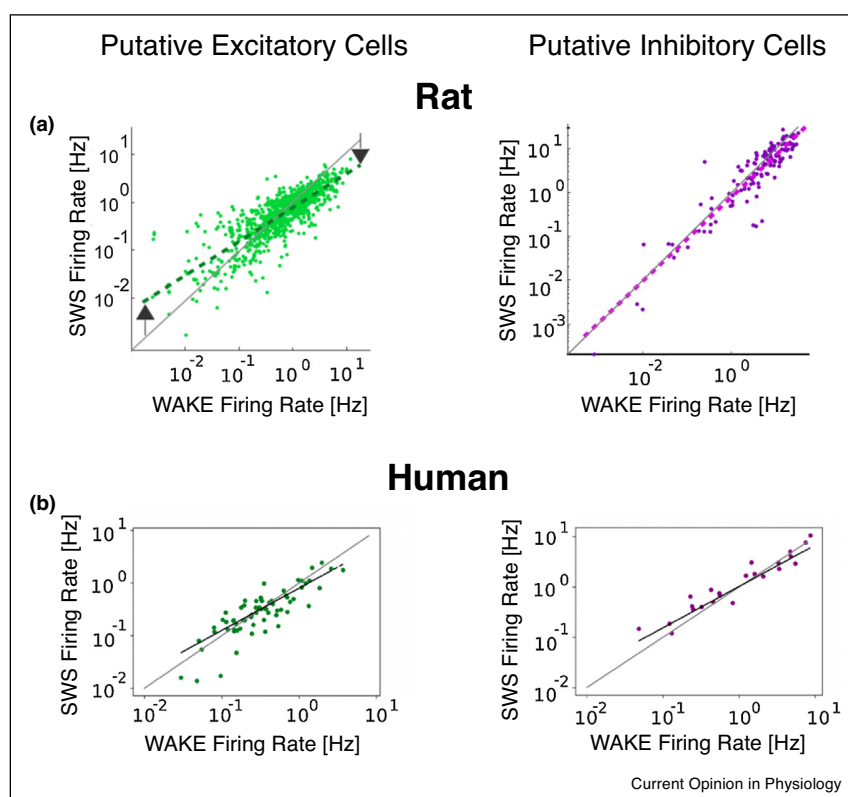 Putative Excitatory Cells
Putative Inhibitory Cells
Rat
(a)
SWS Firing Rate [Hz]
1
10^1
10^0
10^-1
10^-2
10^-2 10^-1 10^0 10^1
WAKE Firing Rate [Hz]
SWS Firing Rate [Hz]
10^1
10^0
10^-1
10^-2
10^-3
10^-2 10^0
WAKE Firing Rate [Hz]
Human
(b)
SWS Firing Rate [Hz]
10^1
10^0
10^-1
10^-2
10^-2 10^-1 10^0 10^1
WAKE Firing Rate [Hz]
SWS Firing Rate [Hz]
10^1
10^0
10^-1
10^-2
10^2 10^-1 10^0 10^1
WAKE Firing Rate [Hz]
Current Opinion in Physiology